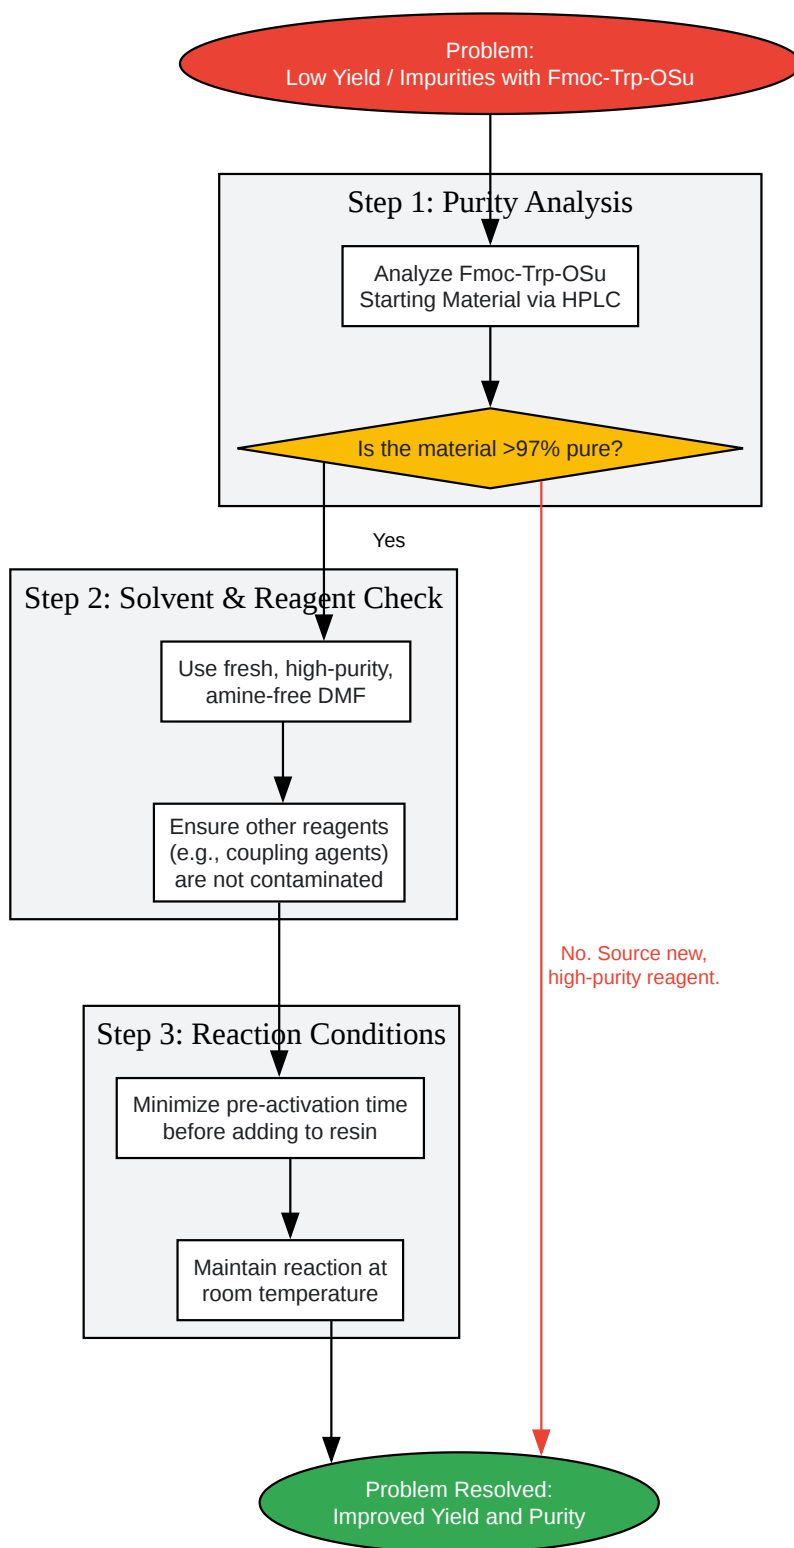 Problem:
Low Yield / Impurities with Fmoc-Trp-OSu
Step 1: Purity Analysis
Analyze Fmoc-Trp-OSu
Starting Material via HPLC
Is the material >97% pure?
Yes
Step 2: Solvent & Reagent Check
Use fresh, high-purity,
amine-free DMF
Ensure other reagents
(e.g., coupling agents)
are not contaminated
No. Source new,
high-purity reagent.
Step 3: Reaction Conditions
Minimize pre-activation time
before adding to resin
Maintain reaction at
room temperature
Problem Resolved:
Improved Yield and Purity